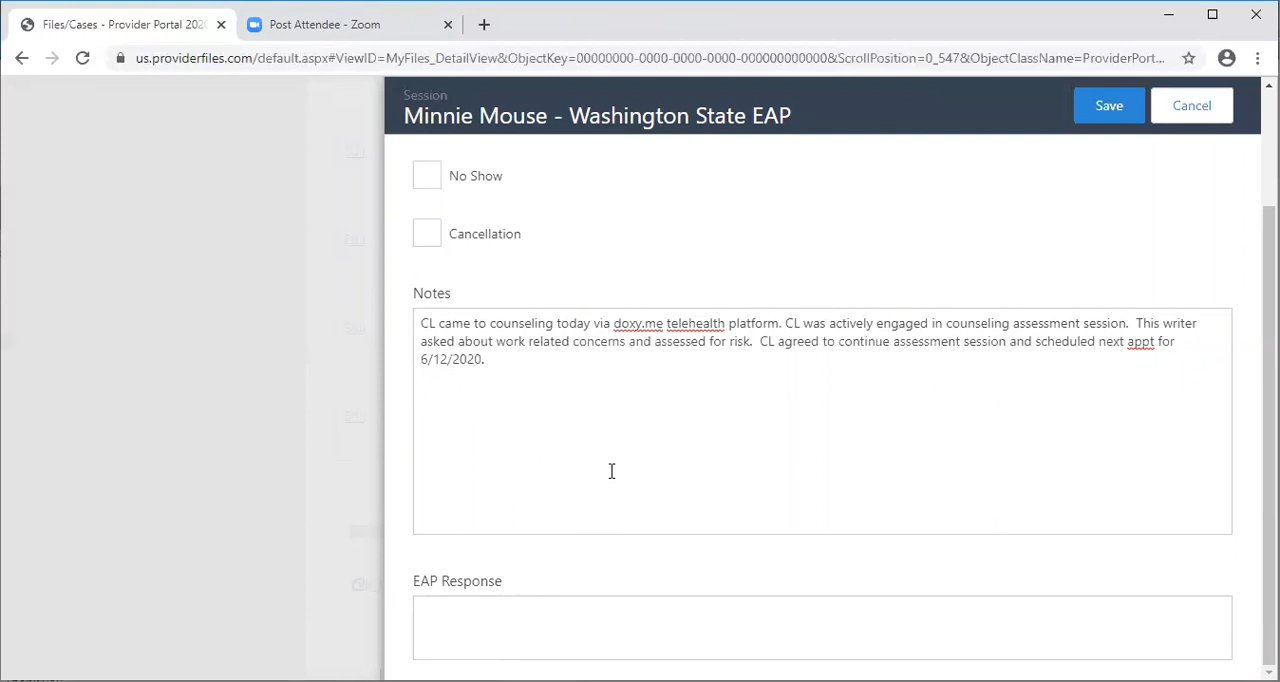 Files/Cases - Provider Portal 202
Post Attendee - Zoom
us.providerfiles.com/default.aspx#ViewID=MyFiles_DetailView&ObjectKey=00000000-0000-0000-0000-000000000000&ScrollPosition=0_547&ObjectClassName=ProviderPort...
Session
Minnie Mouse - Washington State EAP
Save
Cancel
No Show
Cancellation
Notes
CL came to counseling today via doxy.me telehealth platform. CL was actively engaged in counseling assessment session.  This writer
asked about work related concerns and assessed for risk.  CL agreed to continue assessment session and scheduled next appt for
6/12/2020.
EAP Response